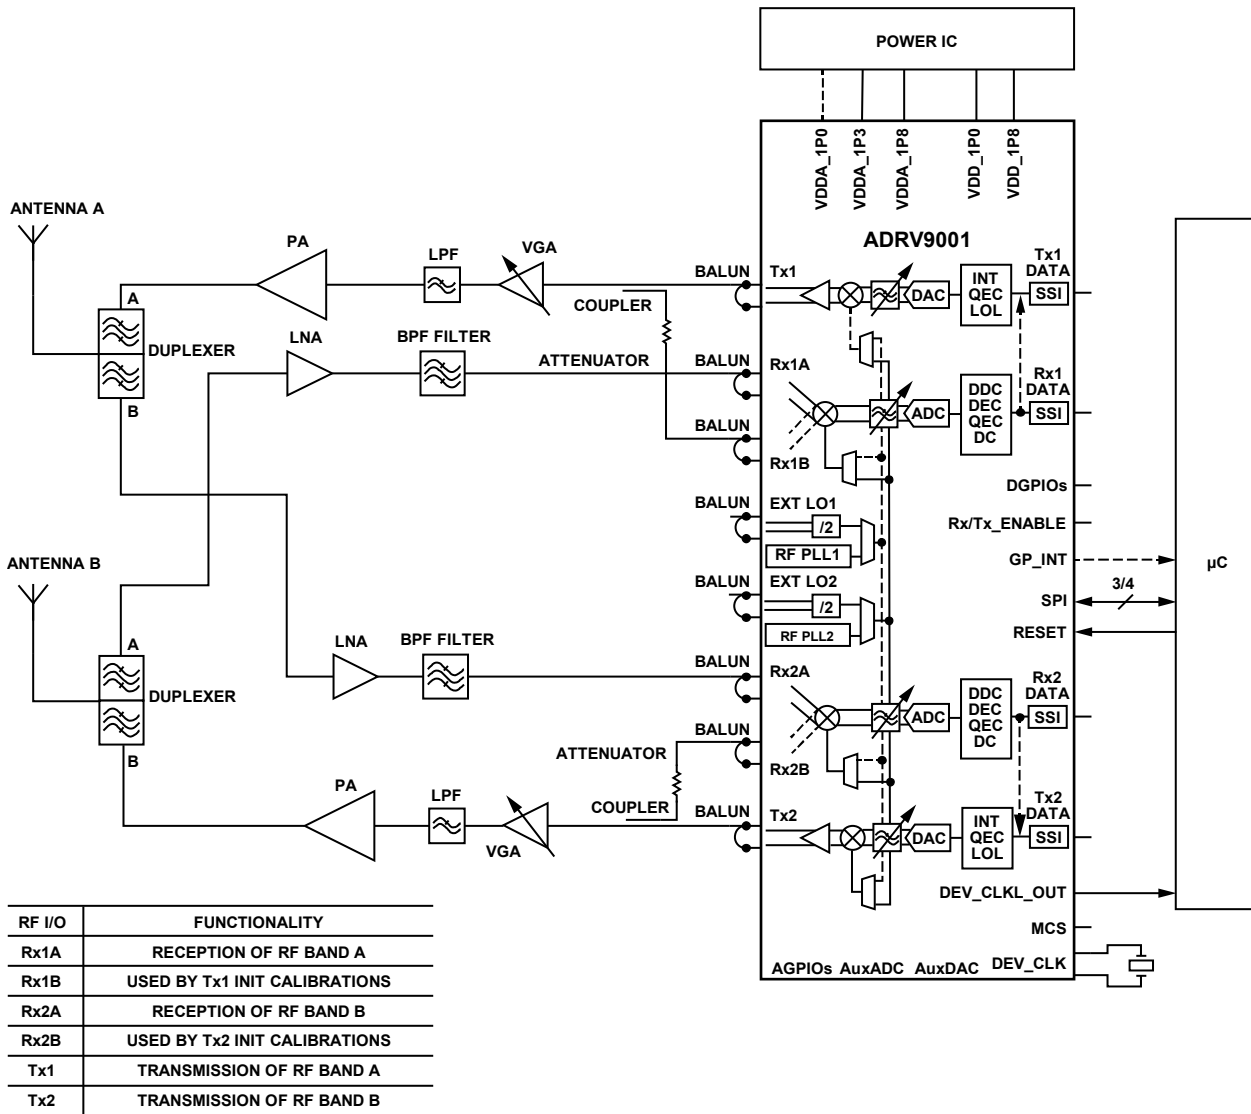 POWER IC
VDDA_1P0
VDDA_1P3
VDDA_1P8
VDD_1P0
VDD_1P8
ADRV9001
ANTENNA A
A
B
DUPLEXER
PA
LPF
VGA
LNA
BPF FILTER
COUPLER
ATTENUATOR
BALUN
Tx1
DAC
INT
QEC
LOL
Tx1
DATA
SSI
BALUN
Rx1A
ADC
DDC
DEC
QEC
DC
Rx1
DATA
SSI
BALUN
Rx1B
BALUN
EXT LO1
/2
RF PLL1
BALUN
EXT LO2
/2
RF PLL2
DGPIOs
Rx/Tx_ENABLE
GP_INT
SPI
3/4
RESET
µC
ANTENNA B
A
B
DUPLEXER
LNA
BPF FILTER
BALUN
Rx2A
ADC
DDC
DEC
QEC
DC
Rx2
DATA
SSI
BALUN
Rx2B
ATTENUATOR
COUPLER
PA
LPF
VGA
BALUN
Tx2
DAC
INT
QEC
LOL
Tx2
DATA
SSI
DEV_CLKL_OUT
MCS
DEV_CLK
AGPIOs AuxADC AuxDAC
RF I/O FUNCTIONALITY
Rx1A RECEPTION OF RF BAND A
Rx1B USED BY Tx1 INIT CALIBRATIONS
Rx2A RECEPTION OF RF BAND B
Rx2B USED BY Tx2 INIT CALIBRATIONS
Tx1 TRANSMISSION OF RF BAND A
Tx2 TRANSMISSION OF RF BAND B